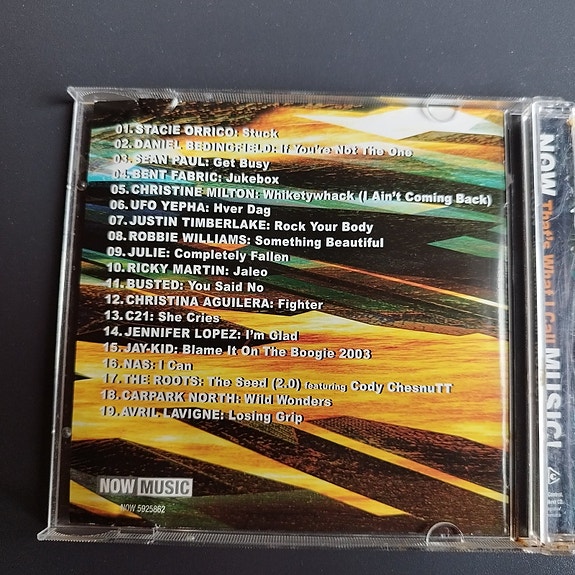 01. STACIE ORRICO: Stuck
02. DANIEL BEDINGFIELD: If You're Not The One
03. SEAN PAUL: Get Busy
04. BENT FABRIC: Jukebox
05. CHRISTINE MILTON: Whiketywhack (I Ain't Coming Back)
06. UFO YEPHA: Hver Dag
07. JUSTIN TIMBERLAKE: Rock Your Body
08. ROBBIE WILLIAMS: Something Beautiful
09. JULIE: Completely Fallen
10. RICKY MARTIN: Jaleo
11. BUSTED: You Said No
12. CHRISTINA AGUILERA: Fighter
13. C21: She Cries
14. JENNIFER LOPEZ: I'm Glad
15. JAY-KID: Blame It On The Boogie 2003
16. NAS: I Can
17. THE ROOTS: The Seed (2.0) featuring Cody ChesnuTT
18. CARPARK NORTH: Wild Wonders
19. AVRIL LAVIGNE: Losing Grip
NOW MUSIC
NOW 5925862
NOW That's What I Call MUSIC!